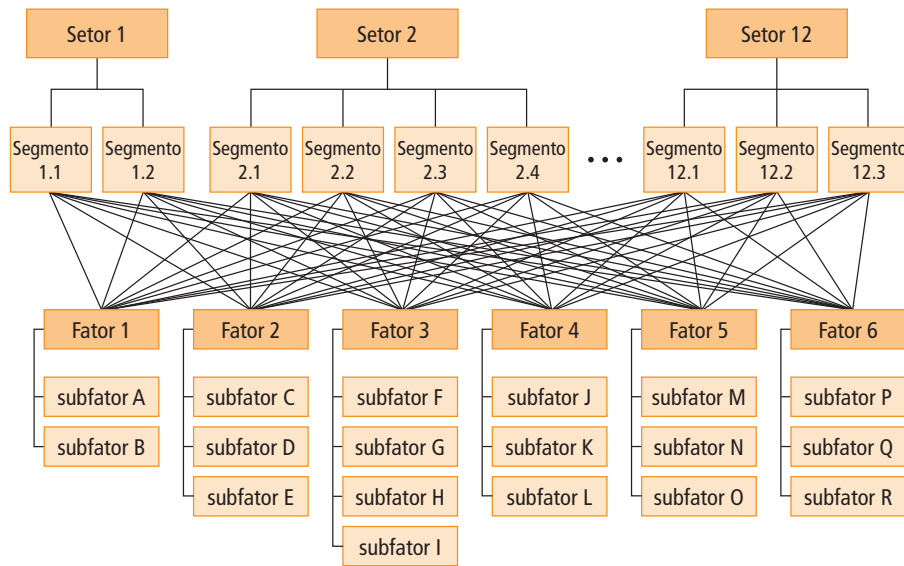 Setor 1
Setor 2
Setor 12
Segmento
1.1
Segmento
1.2
Segmento
2.1
Segmento
2.2
Segmento
2.3
Segmento
2.4
...
Segmento
12.1
Segmento
12.2
Segmento
12.3
Fator 1
Fator 2
Fator 3
Fator 4
Fator 5
Fator 6
subfator A
subfator B
subfator C
subfator D
subfator E
subfator F
subfator G
subfator H
subfator I
subfator J
subfator K
subfator L
subfator M
subfator N
subfator O
subfator P
subfator Q
subfator R